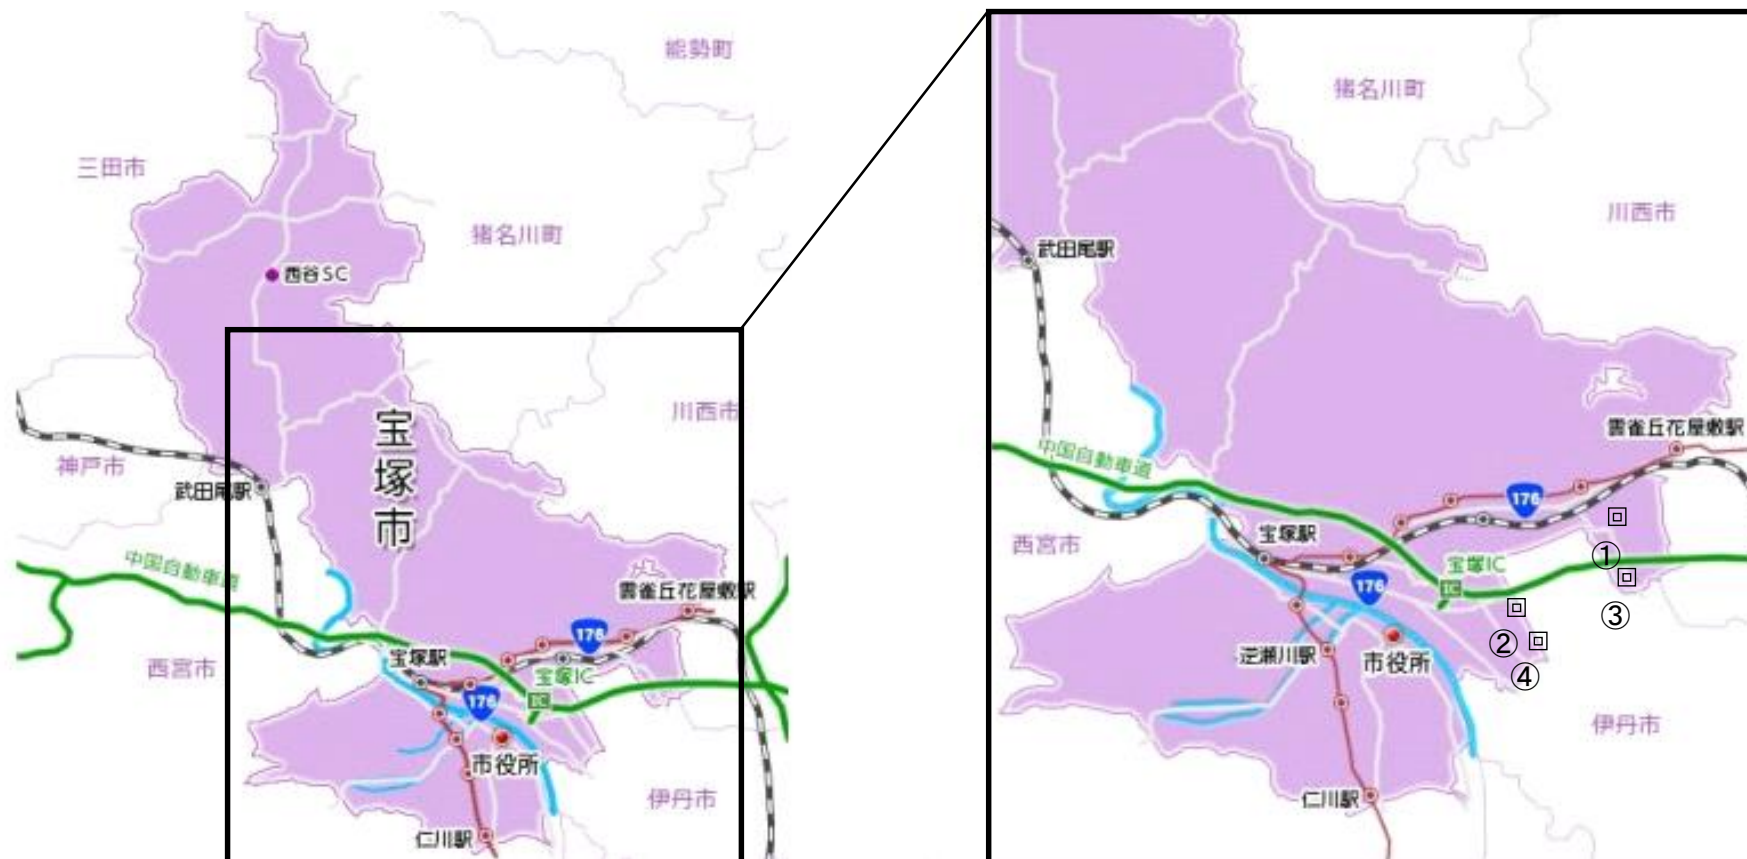 能勢町
三田市
猪名川町
西谷SC
川西市
宝塚市
神戸市
武田尾駅
中国自動車道
雲雀丘花屋敷駅
176
宝塚駅
宝塚IC
西宮市
IC
176
市役所
伊丹市
仁川駅
猪名川町
川西市
武田尾駅
雲雀丘花屋敷駅
中国自動車道
176
西宮市
宝塚駅
①
宝塚IC
176
IC
③
②
逆瀬川駅
市役所
④
伊丹市
仁川駅